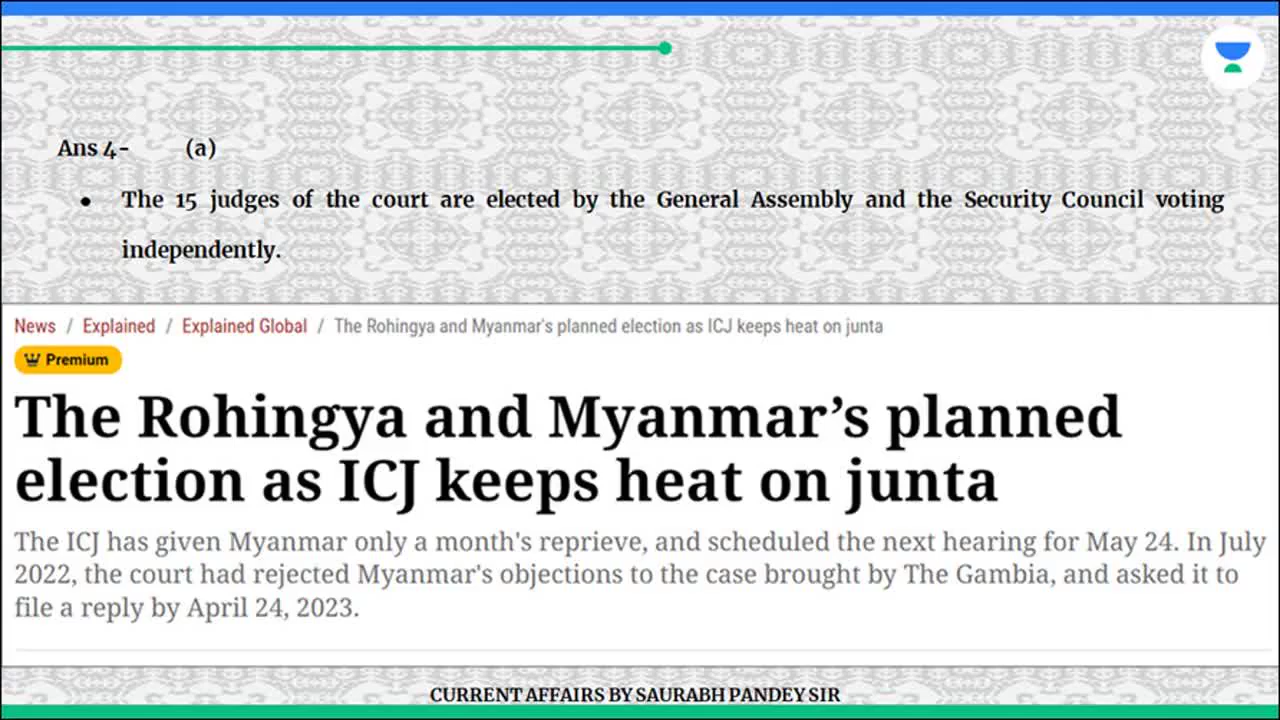 Ans 4- (a)
• The 15 judges of the court are elected by the General Assembly and the Security Council voting
independently.
News / Explained / Explained Global / The Rohingya and Myanmar's planned election as ICJ keeps heat on junta
Premium
The Rohingya and Myanmar’s planned
election as ICJ keeps heat on junta
The ICJ has given Myanmar only a month's reprieve, and scheduled the next hearing for May 24. In July
2022, the court had rejected Myanmar's objections to the case brought by The Gambia, and asked it to
file a reply by April 24, 2023.
CURRENT AFFAIRS BY SAURABH PANDEY SIR